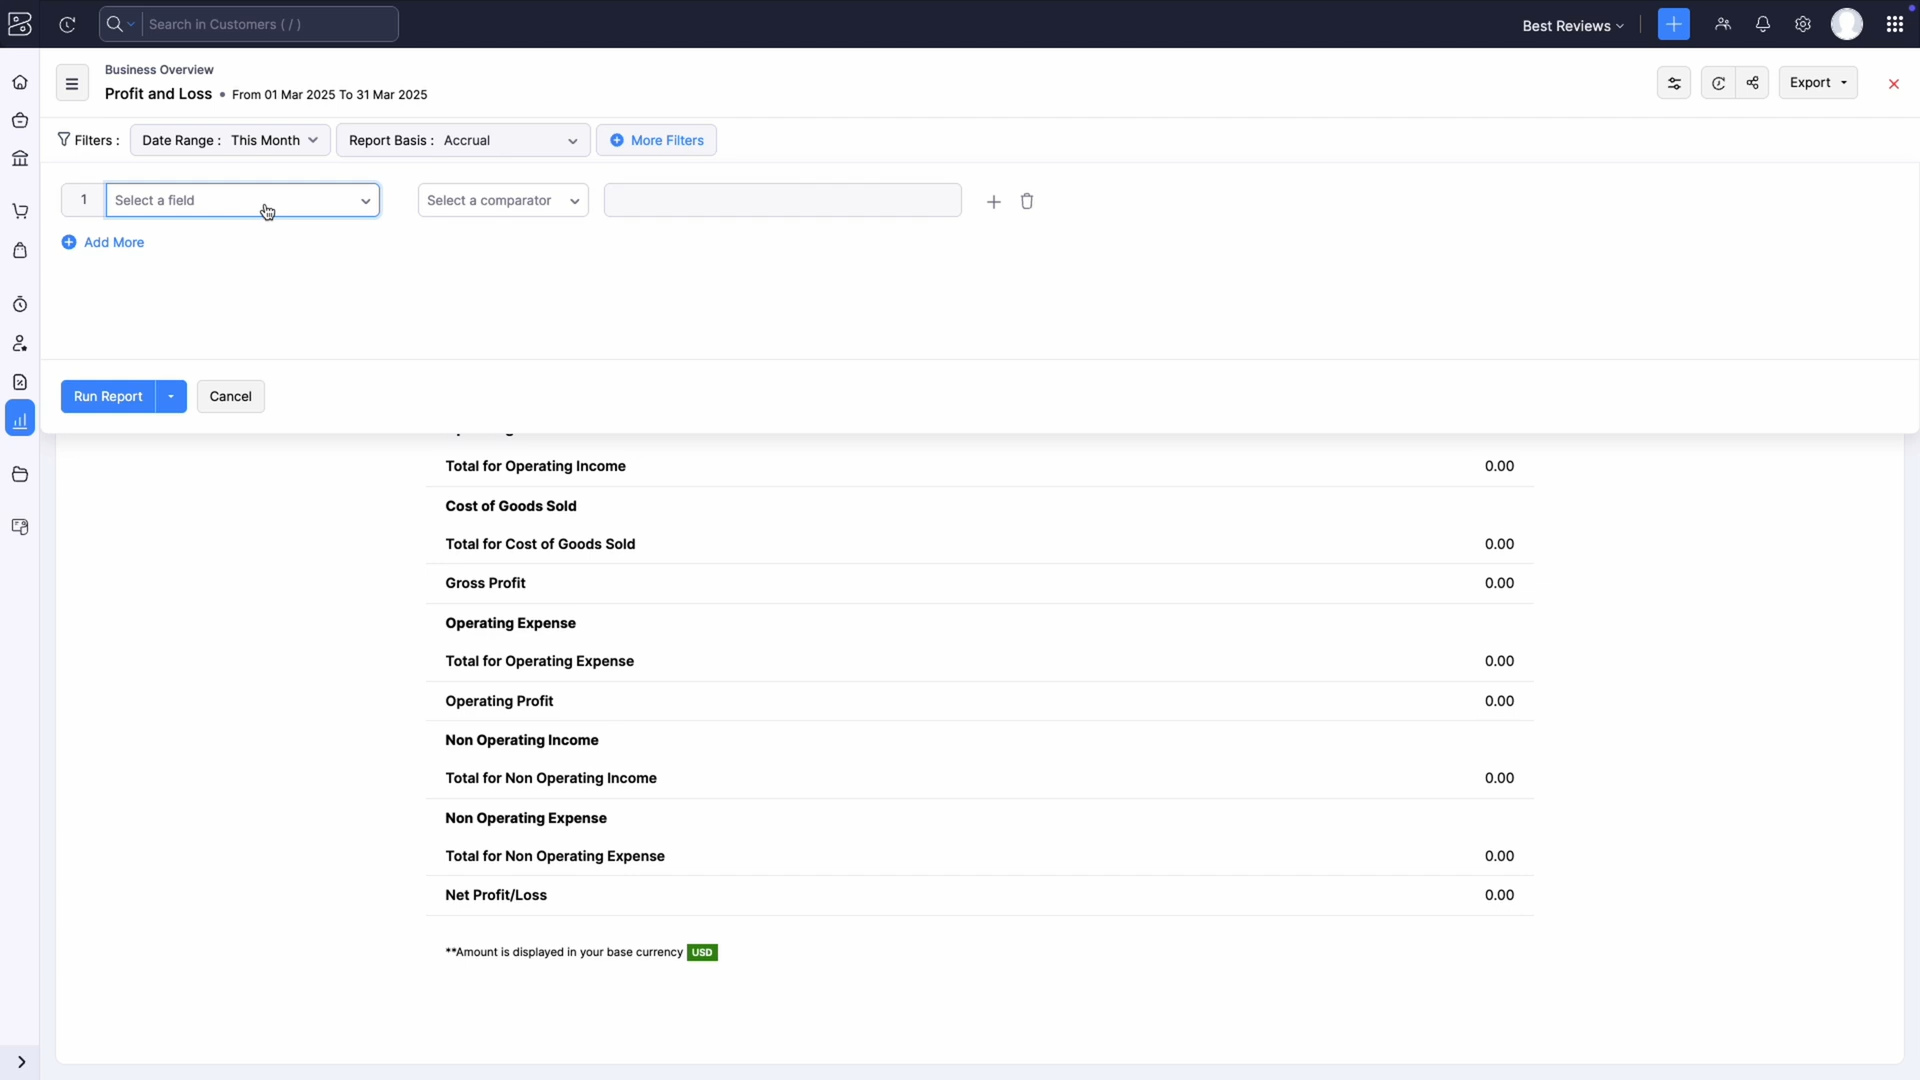 Search in Customers ( / )
Best Reviews
Business Overview
Profit and Loss • From 01 Mar 2025 To 31 Mar 2025
Export
Filters :
Date Range : This Month
Report Basis : Accrual
More Filters
1
Select a field
Select a comparator
Add More
Run Report
Cancel
Total for Operating Income 0.00
Cost of Goods Sold
Total for Cost of Goods Sold 0.00
Gross Profit 0.00
Operating Expense
Total for Operating Expense 0.00
Operating Profit 0.00
Non Operating Income
Total for Non Operating Income 0.00
Non Operating Expense
Total for Non Operating Expense 0.00
Net Profit/Loss 0.00
**Amount is displayed in your base currency USD